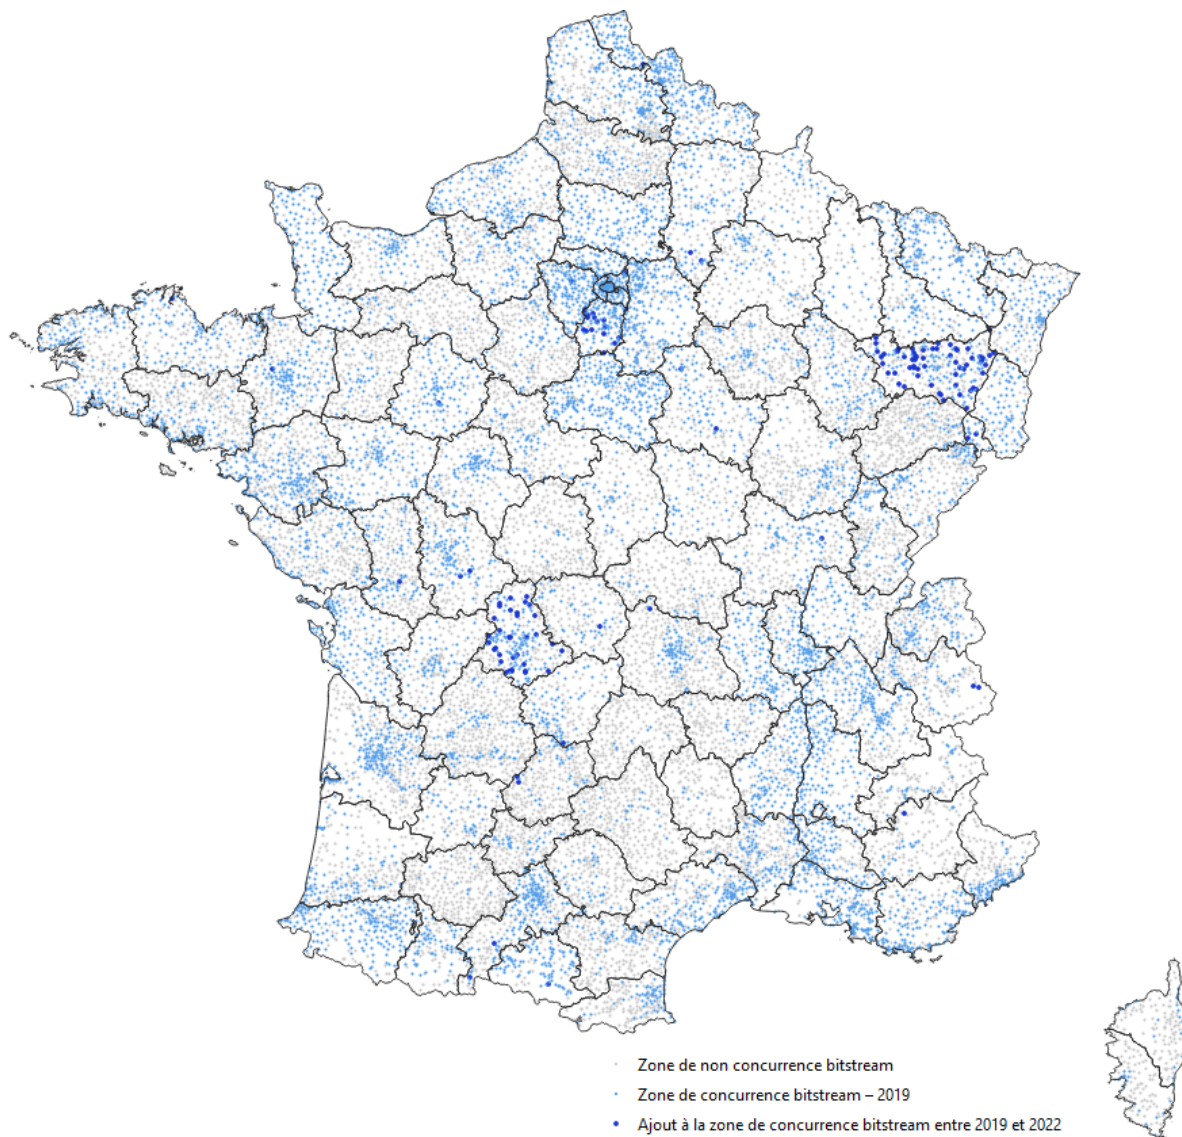 Zone de non concurrence bitstream
Zone de concurrence bitstream – 2019
Ajout à la zone de concurrence bitstream entre 2019 et 2022